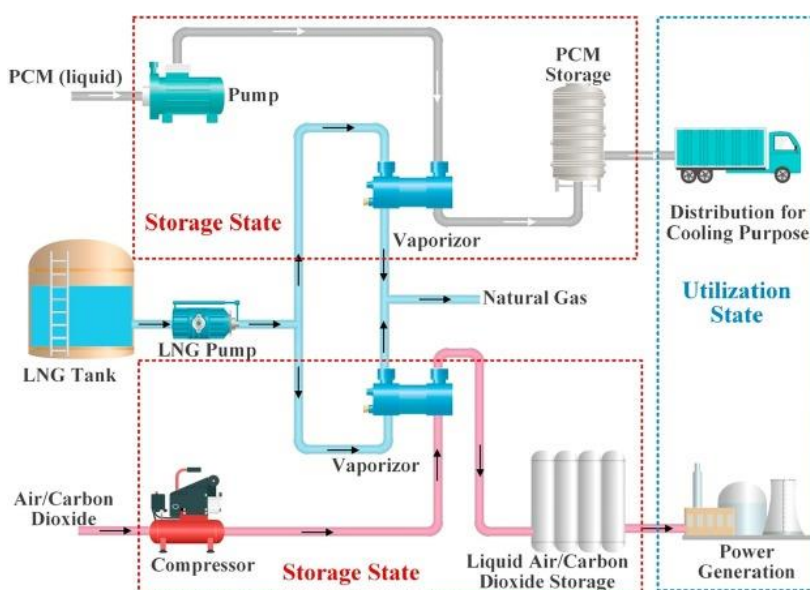 PCM (liquid)
Pump
PCM
Storage
Storage State
Vaporizor
Distribution for
Cooling Purpose
Natural Gas
Utilization
State
LNG Tank
LNG Pump
Vaporizor
Air/Carbon
Dioxide
Compressor
Storage State
Liquid Air/Carbon
Dioxide Storage
Power
Generation